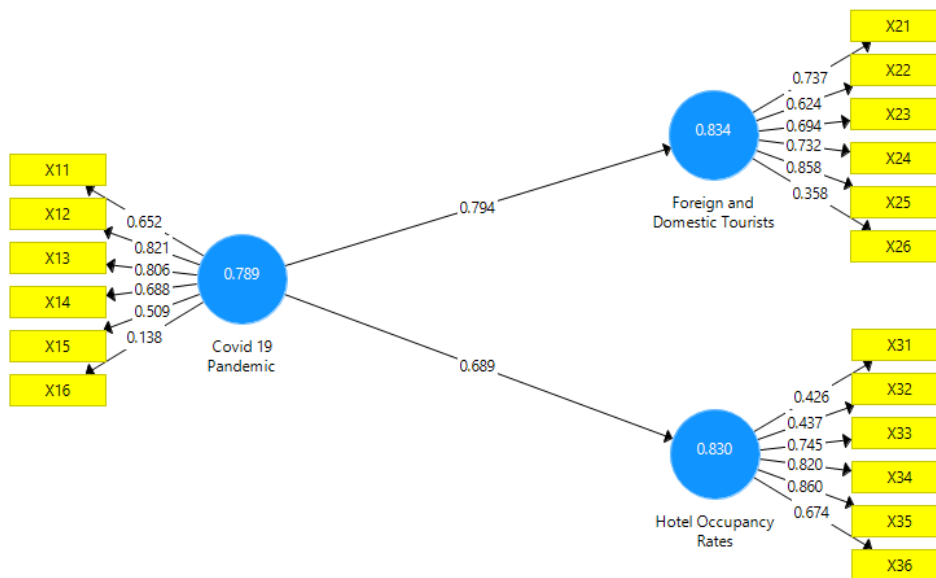 X21
0.737
X22
0.624
X23
0.694
0.834
0.732
X24
0.858
X25
0.358
X26
Foreign and
Domestic Tourists
X11
0.652
X12
0.821
X13
0.806
0.688
X14
0.509
X15
0.138
X16
0.789
Covid 19
Pandemic
0.794
0.689
X31
0.426
X32
0.437
X33
0.745
0.830
0.820
X34
0.860
X35
0.674
X36
Hotel Occupancy
Rates